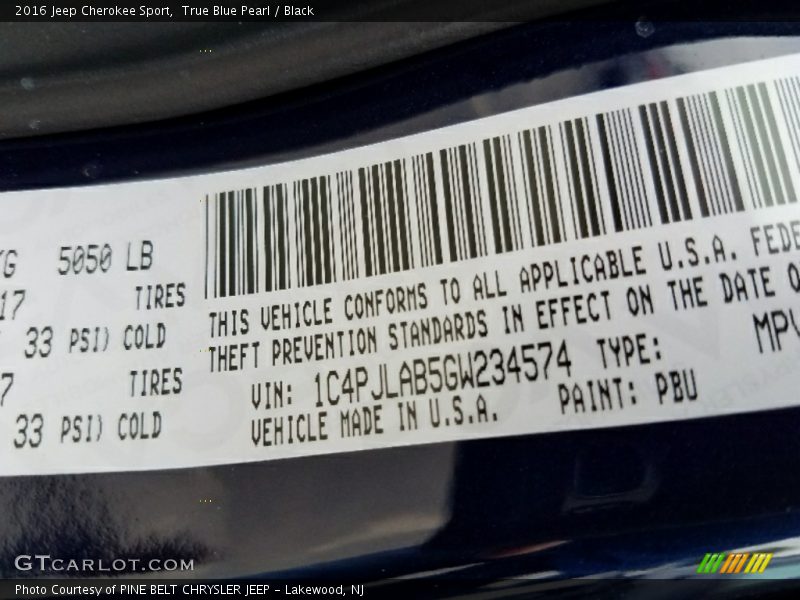 2016 Jeep Cherokee Sport,  True Blue Pearl / Black
5050 LB
TIRES
33 PSI) COLD
TIRES
33 PSI) COLD
THIS VEHICLE CONFORMS TO ALL APPLICABLE U.S.A.
THEFT PREVENTION STANDARDS IN EFFECT ON THE DATE
VIN: 1C4PJLAB5GW234574 TYPE: MPV
VEHICLE MADE IN U.S.A. PAINT: PBU
GTCARLOT.COM
Photo Courtesy of PINE BELT CHRYSLER JEEP - Lakewood, NJ